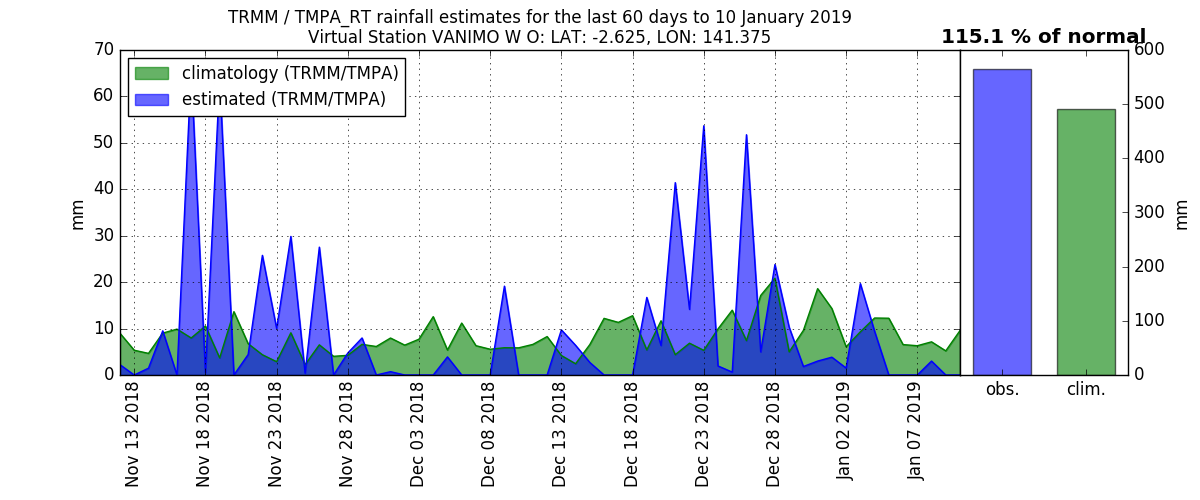 TRMM / TMPA_RT rainfall estimates for the last 60 days to 10 January 2019
Virtual Station VANIMO W O: LAT: -2.625, LON: 141.375
115.1 % of normal
climatology (TRMM/TMPA)
estimated (TRMM/TMPA)
70
60
50
40
30
20
10
0
mm
Nov 13 2018
Nov 18 2018
Nov 23 2018
Nov 28 2018
Dec 03 2018
Dec 08 2018
Dec 13 2018
Dec 18 2018
Dec 23 2018
Dec 28 2018
Jan 02 2019
Jan 07 2019
obs.
clim.
600
500
400
300
200
100
0
mm